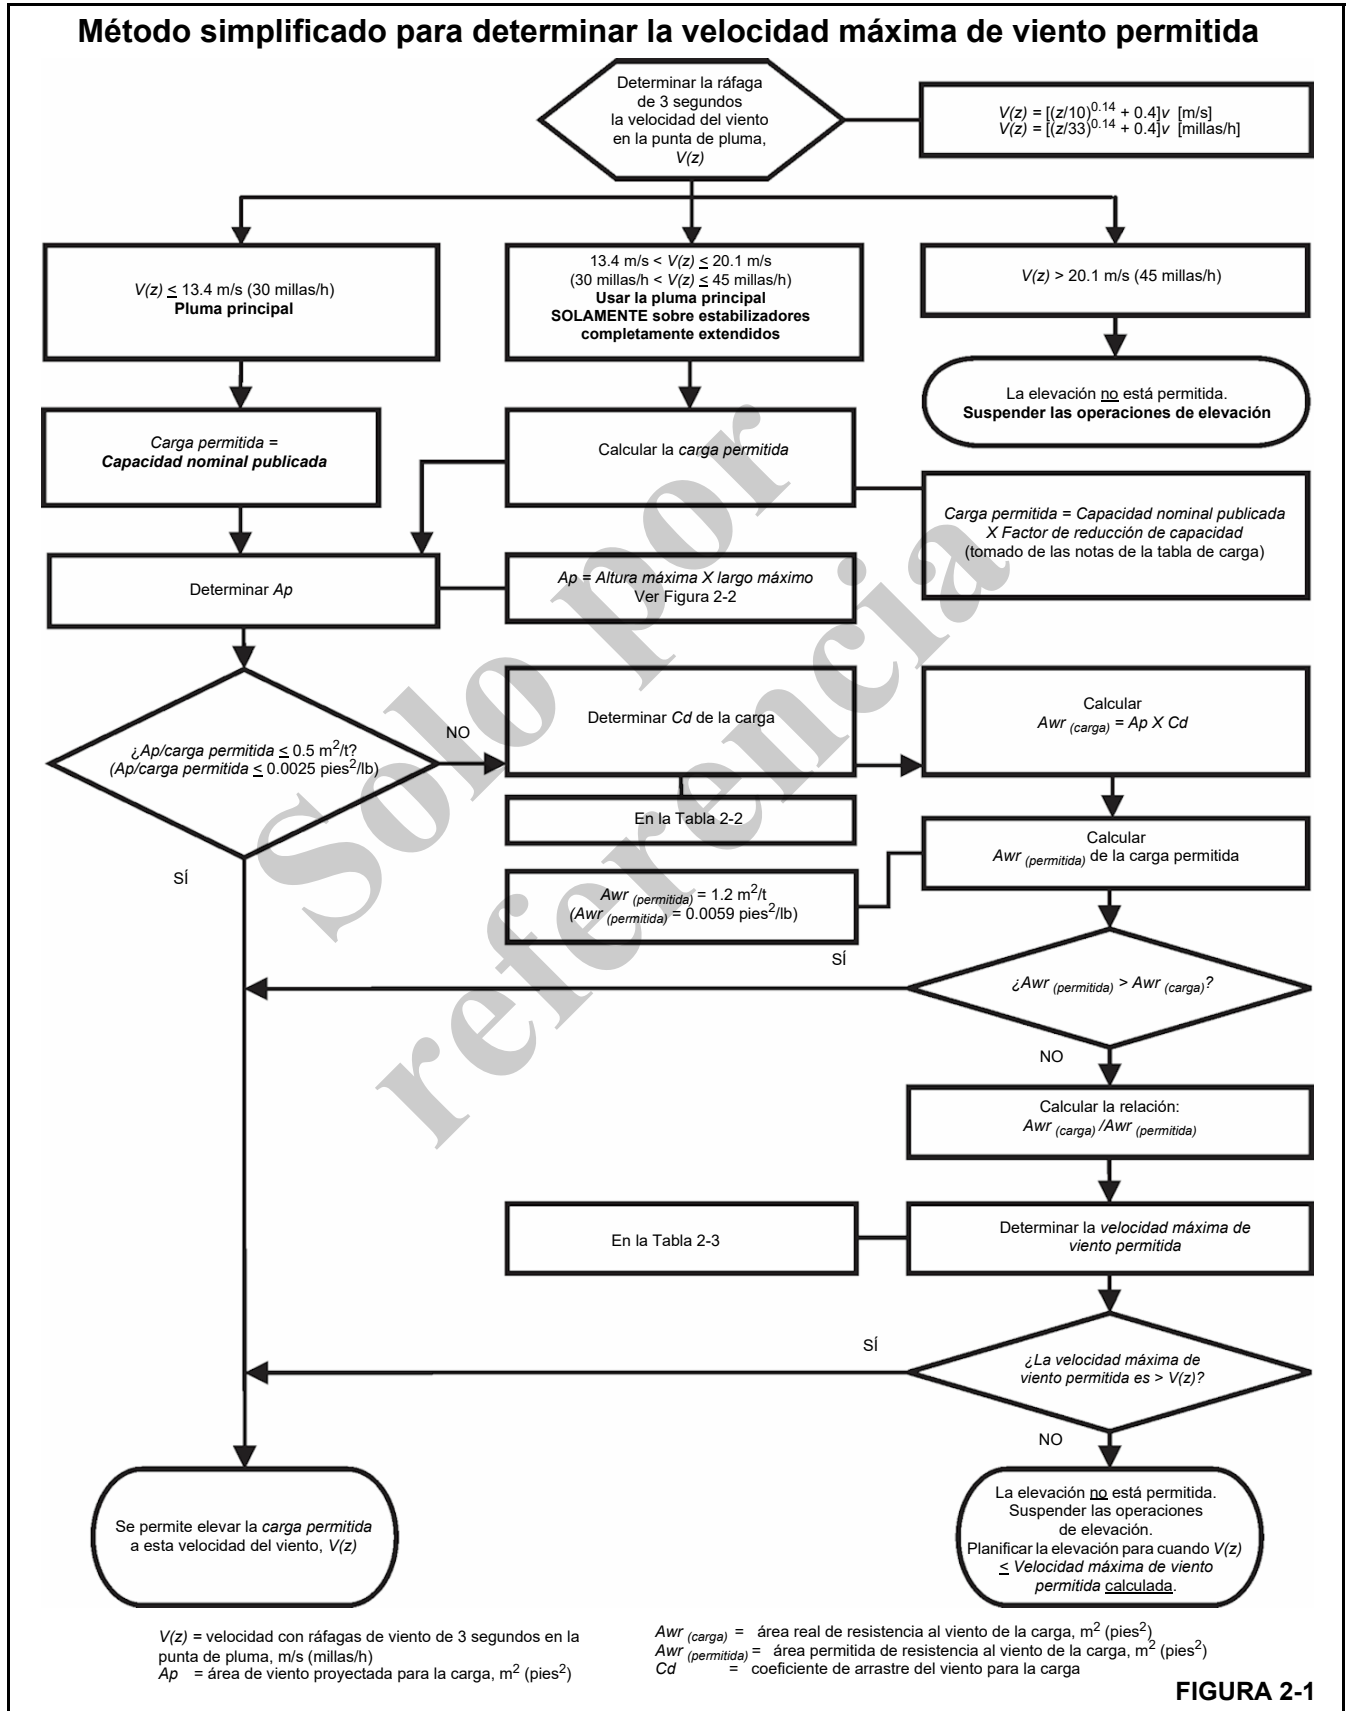 Método simplificado para determinar la velocidad máxima de viento permitida
Determinar la ráfaga
de 3 segundos
la velocidad del viento
en la punta de pluma,
V(z)
V(z) = [(z/10)^0.14 + 0.4]v [m/s]
V(z) = [(z/33)^0.14 + 0.4]v [millas/h]
V(z) ≤ 13.4 m/s (30 millas/h)
Pluma principal
13.4 m/s < V(z) ≤ 20.1 m/s
(30 millas/h < V(z) ≤ 45 millas/h)
Usar la pluma principal
SOLAMENTE sobre estabilizadores
completamente extendidos
V(z) > 20.1 m/s (45 millas/h)
La elevación no está permitida.
Suspender las operaciones de elevación
Carga permitida =
Capacidad nominal publicada
Calcular la carga permitida
Carga permitida = Capacidad nominal publicada
X Factor de reducción de capacidad
(tomado de las notas de la tabla de carga)
Determinar Ap
Ap = Altura máxima X largo máximo
Ver Figura 2-2
¿Ap/carga permitida ≤ 0.5 m²/t?
(Ap/carga permitida ≤ 0.0025 pies²/lb)
NO
SÍ
Determinar Cd de la carga
En la Tabla 2-2
Calcular
Awr (carga) = Ap X Cd
Calcular
Awr (permitida) de la carga permitida
Awr (permitida) = 1.2 m²/t
(Awr (permitida) = 0.0059 pies²/lb)
SÍ
¿Awr (permitida) > Awr (carga)?
NO
Calcular la relación:
Awr (carga) /Awr (permitida)
En la Tabla 2-3
Determinar la velocidad máxima de
viento permitida
SÍ
¿La velocidad máxima de
viento permitida es > V(z)?
NO
Se permite elevar la carga permitida
a esta velocidad del viento, V(z)
La elevación no está permitida.
Suspender las operaciones
de elevación.
Planificar la elevación para cuando V(z)
≤ Velocidad máxima de viento
permitida calculada.
V(z) = velocidad con ráfagas de viento de 3 segundos en la
punta de pluma, m/s (millas/h)
Ap = área de viento proyectada para la carga, m² (pies²)
Awr (carga) = área real de resistencia al viento de la carga, m² (pies²)
Awr (permitida) = área permitida de resistencia al viento de la carga, m² (pies²)
Cd = coeficiente de arrastre del viento para la carga
FIGURA 2-1
Solo por
referencia